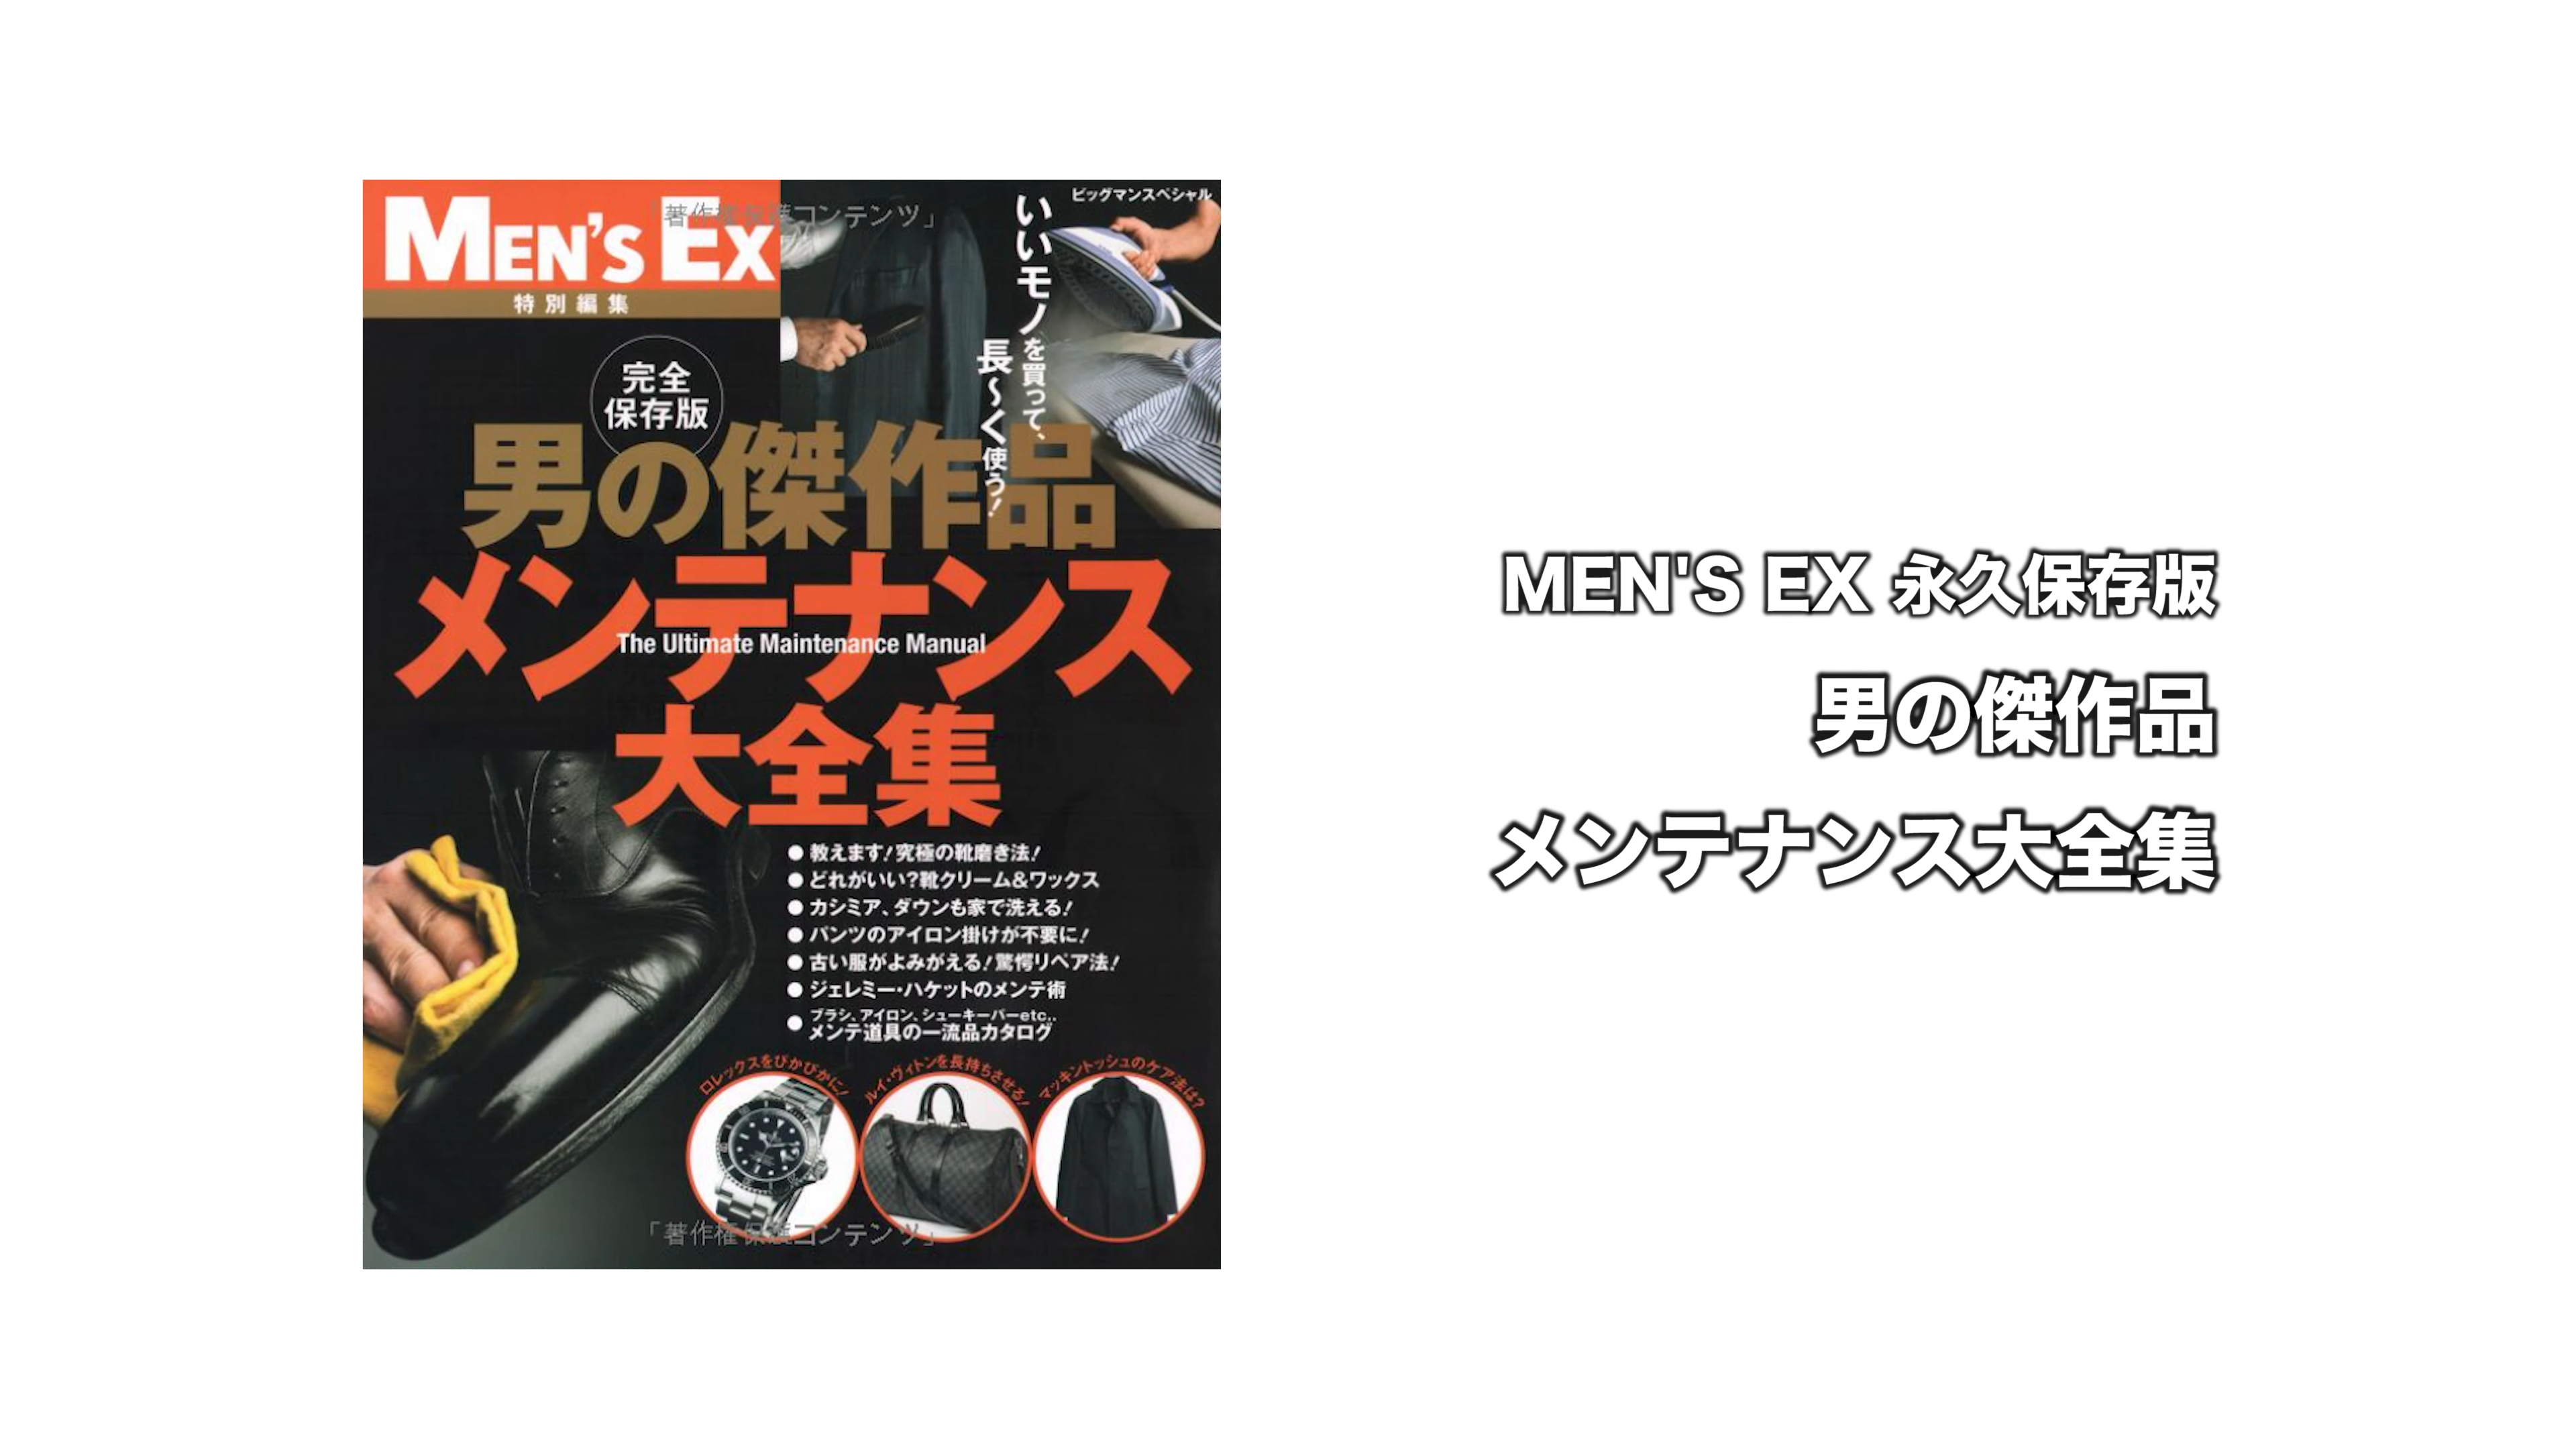 MEN'S EX
特別編集
ビッグマンスペシャル
いいモノを買って、
長〜く使う!
「著作権保護コンテンツ」
完全
保存版
男の傑作品
メンテナンス
The Ultimate Maintenance Manual
大全集
● 教えます!究極の靴磨き法!
● どれがいい?靴クリーム&ワックス
● カシミア、ダウンも家で洗える!
● パンツのアイロン掛けが不要に!
● 古い服がよみがえる!驚愕リペア法!
● ジェレミー・ハケットのメンテ術
● ブラシ、アイロン、シューキーパーetc..
メンテ道具の一流品カタログ
ロレックスをぴかぴかに!
ルイ・ヴィトンを長持ちさせる!
マッキントッシュのケア法は?
「著作権保護コンテンツ」
MEN'S EX 永久保存版
男の傑作品
メンテナンス大全集